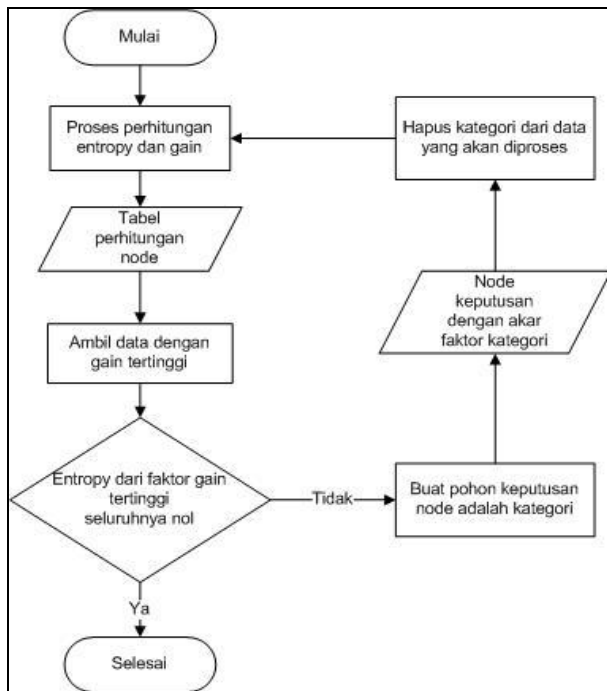 Mulai
Proses perhitungan
entropy dan gain
Tabel
perhitungan
node
Ambil data dengan
gain tertinggi
Entropy dari faktor gain
tertinggi
seluruhnya nol
Tidak
Buat pohon keputusan
node adalah kategori
Node
keputusan
dengan akar
faktor kategori
Hapus kategori dari data
yang akan diproses
Ya
Selesai